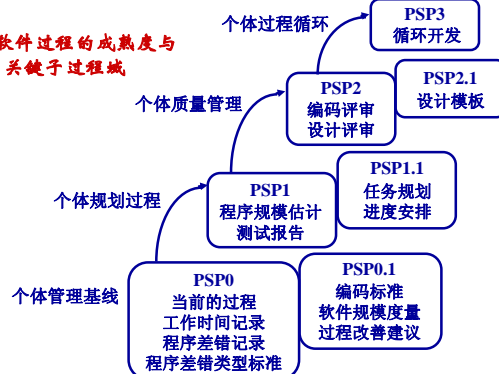 软件过程的成熟度与
关键子过程域
个体过程循环
PSP3
循环开发
个体质量管理
PSP2
编码评审
设计评审
PSP2.1
设计模板
个体规划过程
PSP1
程序规模估计
测试报告
PSP1.1
任务规划
进度安排
个体管理基线
PSP0
当前的过程
工作时间记录
程序差错记录
程序差错类型标准
PSP0.1
编码标准
软件规模度量
过程改善建议